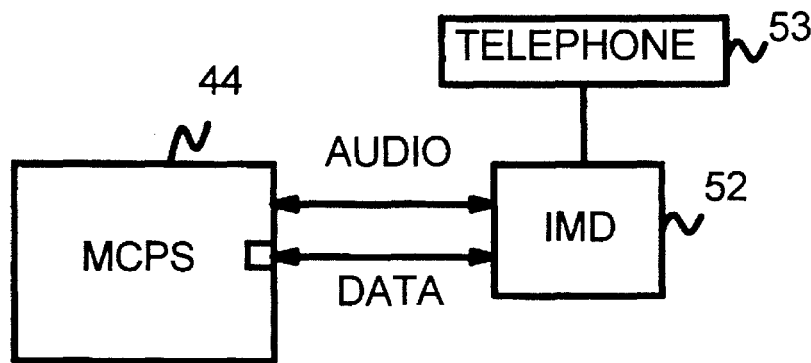 TELEPHONE
53
44
AUDIO
52
IMD
MCPS
DATA